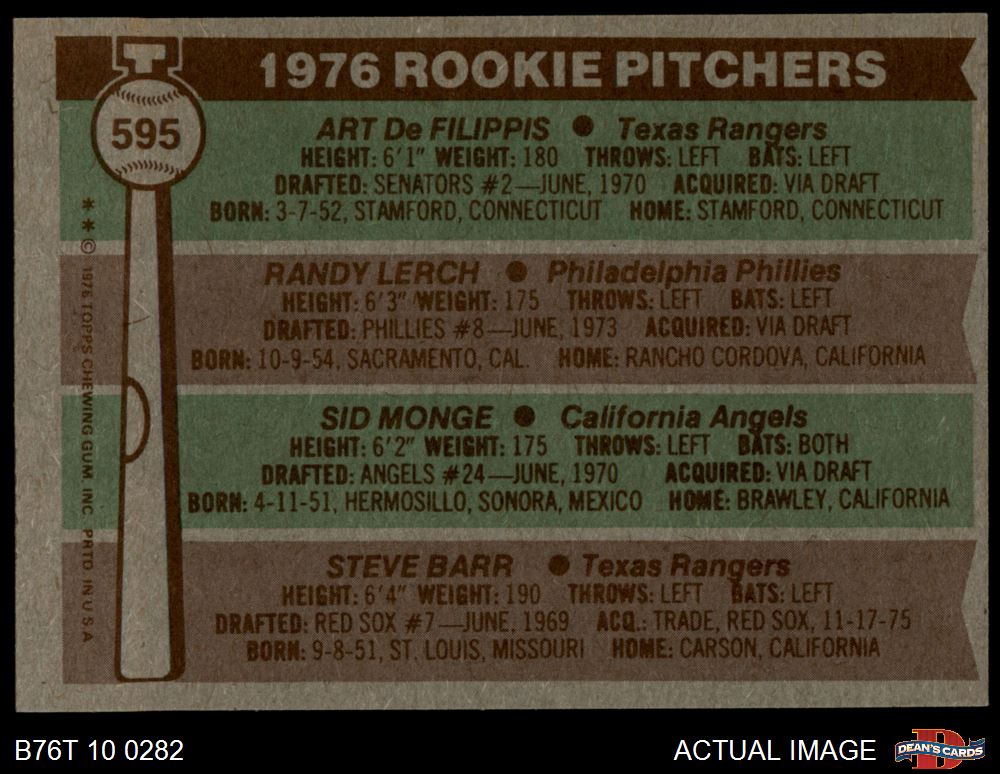 1976 ROOKIE PITCHERS
595
ART De FILIPPIS ● Texas Rangers
HEIGHT: 6'1" WEIGHT: 180 THROWS: LEFT BATS: LEFT
DRAFTED: SENATORS #2—JUNE, 1970 ACQUIRED: VIA DRAFT
BORN: 3-7-52, STAMFORD, CONNECTICUT HOME: STAMFORD, CONNECTICUT
RANDY LERCH ● Philadelphia Phillies
HEIGHT: 6'3" WEIGHT: 175 THROWS: LEFT BATS: LEFT
DRAFTED: PHILLIES #8—JUNE, 1973 ACQUIRED: VIA DRAFT
BORN: 10-9-54, SACRAMENTO, CAL. HOME: RANCHO CORDOVA, CALIFORNIA
SID MONGE ● California Angels
HEIGHT: 6'2" WEIGHT: 175 THROWS: LEFT BATS: BOTH
DRAFTED: ANGELS #24—JUNE, 1970 ACQUIRED: VIA DRAFT
BORN: 4-11-51, HERMOSILLO, SONORA, MEXICO HOME: BRAWLEY, CALIFORNIA
STEVE BARR ● Texas Rangers
HEIGHT: 6'4" WEIGHT: 190 THROWS: LEFT BATS: LEFT
DRAFTED: RED SOX #7—JUNE, 1969 ACQ.: TRADE, RED SOX, 11-17-75
BORN: 9-8-51, ST. LOUIS, MISSOURI HOME: CARSON, CALIFORNIA
** © 1976 TOPPS CHEWING GUM, INC. PRTD. IN U.S.A.
B76T 10 0282
ACTUAL IMAGE
D
DEAN'S CARDS